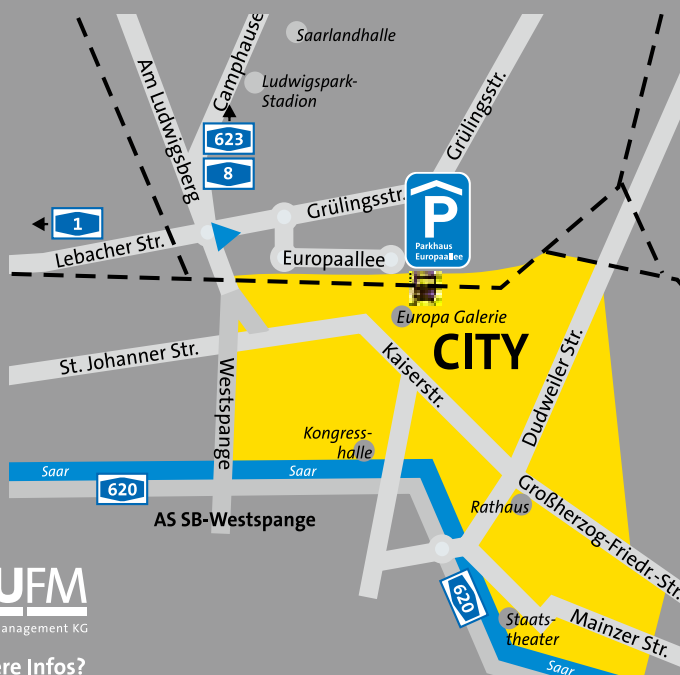 Saarlandhalle
Camphause
Am Ludwigsberg
Ludwigspark-
Stadion
Grülingsstr.
623
8
P
Parkhaus
Europaallee
Grülingsstr.
1
Lebacher Str.
Europaallee
Europa Galerie
CITY
St. Johanner Str.
Westspange
Kaiserstr.
Dudweiler Str.
Kongress-
halle
Saar
Saar
620
AS SB-Westspange
Rathaus
Großherzog-Friedr.-Str.
620
Staats-
theater
Mainzer Str.
Saar
UFM
anagement KG
ere Infos?